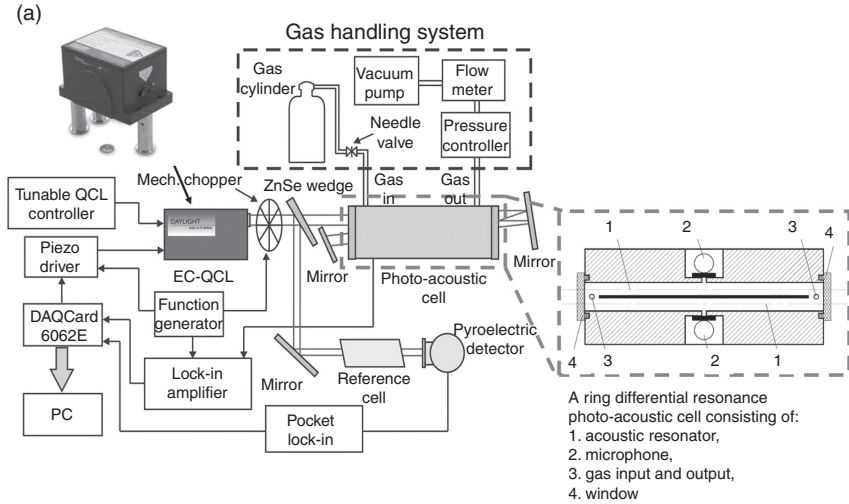 (a)
Gas handling system
Gas
cylinder
Vacuum
pump
Flow
meter
Needle
valve
Pressure
controller
Mech. chopper
ZnSe wedge
Gas
in
Gas
out
Tunable QCL
controller
DAYLIGHT
SOLUTIONS
Piezo
driver
EC-QCL
Mirror
Photo-acoustic
cell
Mirror
1
2
3
4
4
3
2
1
Function
generator
DAQCard
6062E
Pyroelectric
detector
Lock-in
amplifier
Mirror
Reference
cell
PC
Pocket
lock-in
A ring differential resonance
photo-acoustic cell consisting of:
1. acoustic resonator,
2. microphone,
3. gas input and output,
4. window